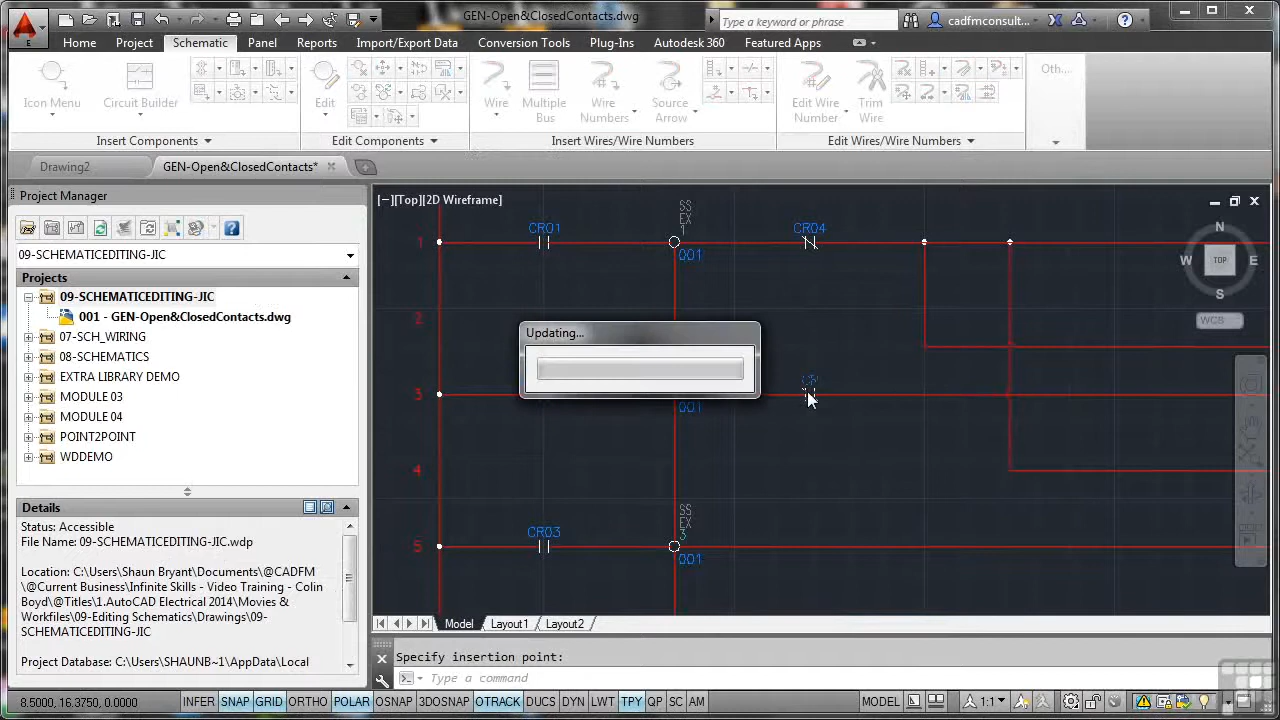 GEN-Open&ClosedContacts.dwg
Type a keyword or phrase
cadfmconsult...
E
Home
Project
Schematic
Panel
Reports
Import/Export Data
Conversion Tools
Plug-Ins
Autodesk 360
Featured Apps
Icon Menu
Circuit Builder
Edit
Wire
Multiple Bus
Wire Numbers
Source Arrow
Edit Wire Number
Trim Wire
Oth...
Insert Components
Edit Components
Insert Wires/Wire Numbers
Edit Wires/Wire Numbers
Drawing2
GEN-Open&ClosedContacts*
Project Manager
09-SCHEMATICEDITING-JIC
Projects
09-SCHEMATICEDITING-JIC
001 - GEN-Open&ClosedContacts.dwg
07-SCH_WIRING
08-SCHEMATICS
EXTRA LIBRARY DEMO
MODULE 03
MODULE 04
POINT2POINT
WDDEMO
Details
Status: Accessible
File Name: 09-SCHEMATICEDITING-JIC.wdp
Location: C:\Users\Shaun Bryant\Documents\@CADFM
\@Current Business\Infinite Skills - Video Training - Colin
Boyd\@Titles\1.AutoCAD Electrical 2014\Movies &
Workfiles\09-Editing Schematics\Drawings\09-
SCHEMATICEDITING-JIC
Project Database: C:\Users\SHAUNB~1\AppData\Local
[−][Top][2D Wireframe]
SS
EX
1
CR01
CR04
1
001
N
W
TOP
E
S
WCS
2
Updating...
3
001
4
SS
EX
3
CR03
5
001
Model
Layout1
Layout2
Specify insertion point:
Type a command
8.5000, 16.3750, 0.0000
INFER
SNAP
GRID
ORTHO
POLAR
OSNAP
3DOSNAP
OTRACK
DUCS
DYN
LWT
TPY
QP
SC
AM
MODEL
1:1